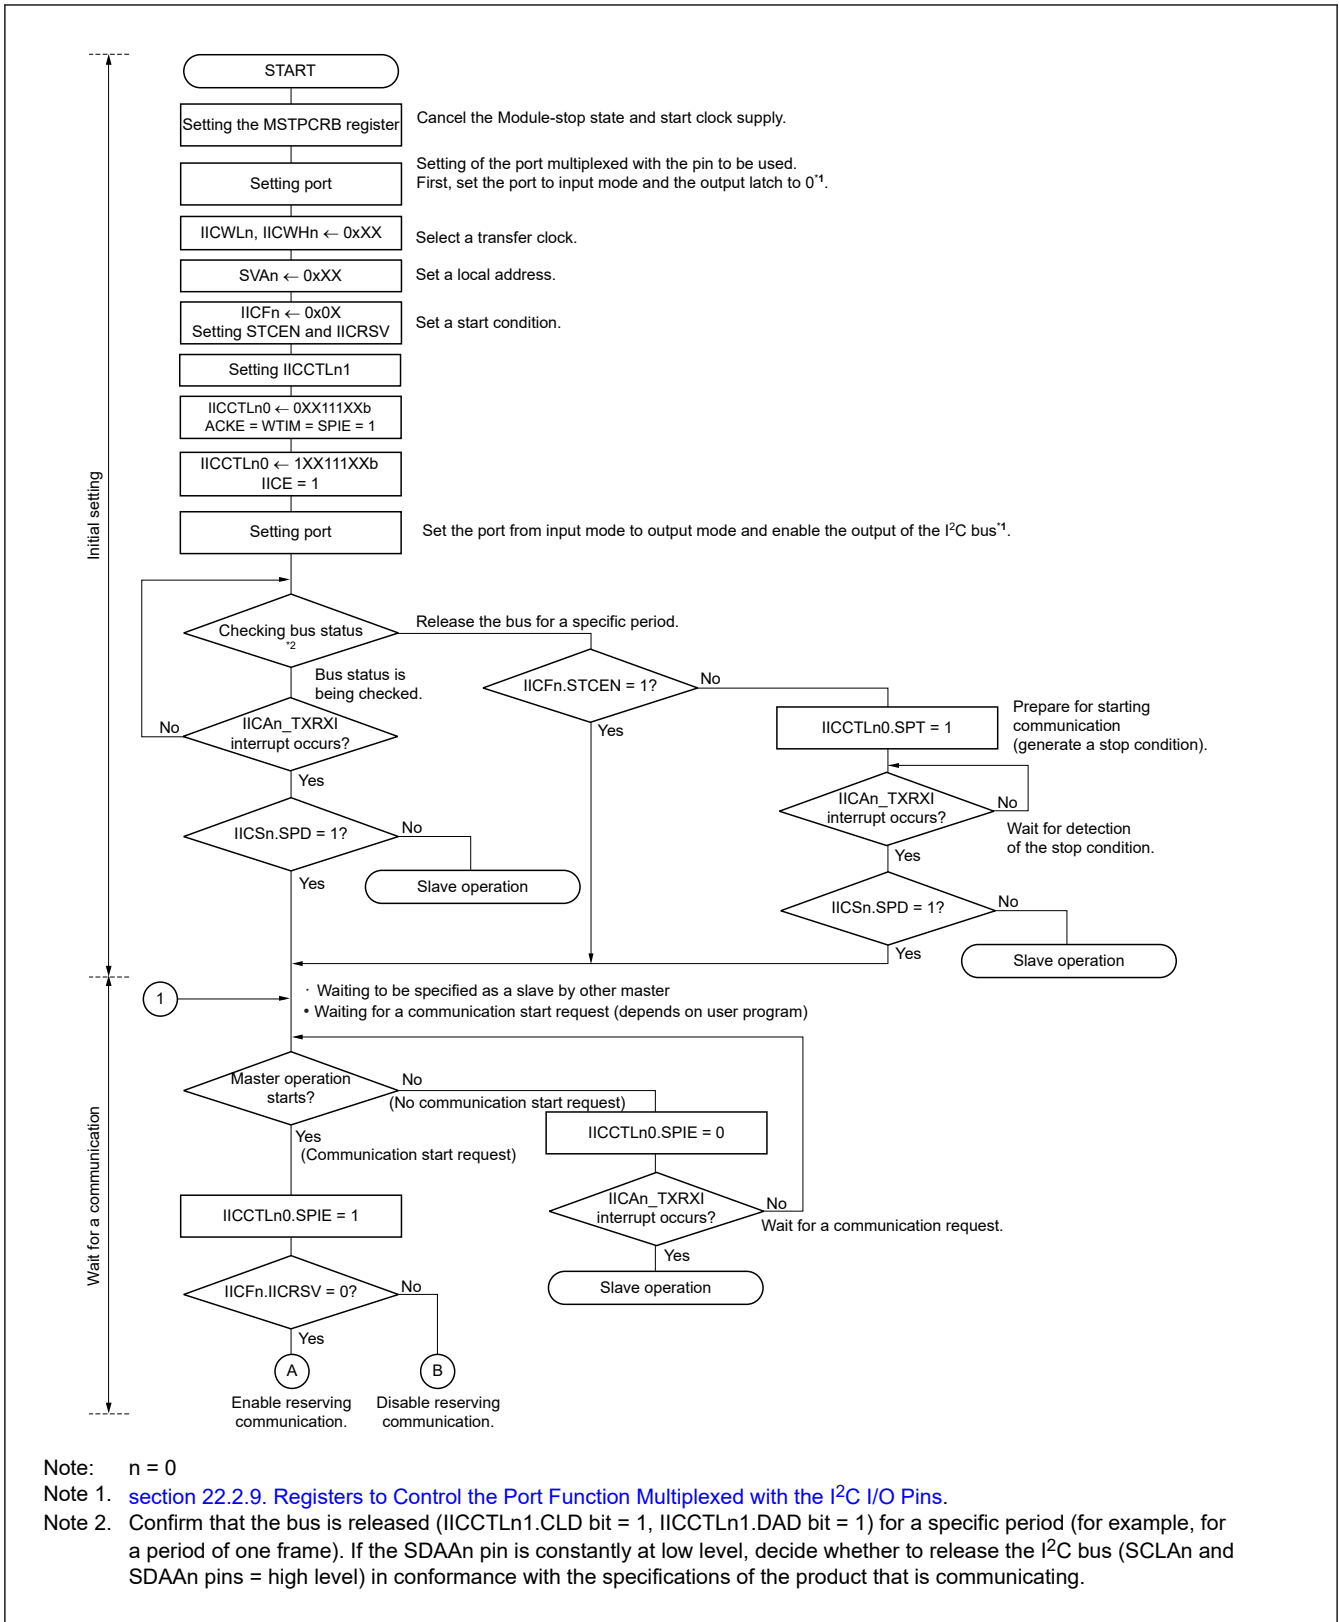 START
Setting the MSTPCRB register
Cancel the Module-stop state and start clock supply.
Setting port
Setting of the port multiplexed with the pin to be used.
First, set the port to input mode and the output latch to 0*1.
IICWLn, IICWHn ← 0xXX
Select a transfer clock.
SVAn ← 0xXX
Set a local address.
IICFn ← 0x0X
Setting STCEN and IICRSV
Set a start condition.
Setting IICCTLn1
IICCTLn0 ← 0XX111XXb
ACKE = WTIM = SPIE = 1
IICCTLn0 ← 1XX111XXb
IICE = 1
Setting port
Set the port from input mode to output mode and enable the output of the I2C bus*1.
Initial setting
Checking bus status
*2
Release the bus for a specific period.
Bus status is
being checked.
IICFn.STCEN = 1?
No
Yes
IICCTLn0.SPT = 1
Prepare for starting
communication
(generate a stop condition).
IICAn_TXRXI
interrupt occurs?
No
Yes
IICAn_TXRXI
interrupt occurs?
No
Wait for detection
of the stop condition.
Yes
IICSn.SPD = 1?
No
Slave operation
Yes
IICSn.SPD = 1?
No
Slave operation
Yes
1
· Waiting to be specified as a slave by other master
• Waiting for a communication start request (depends on user program)
Wait for a communication
Master operation
starts?
No
(No communication start request)
Yes
(Communication start request)
IICCTLn0.SPIE = 0
IICAn_TXRXI
interrupt occurs?
No
Wait for a communication request.
Yes
Slave operation
IICCTLn0.SPIE = 1
IICFn.IICRSV = 0?
No
Yes
A
B
Enable reserving
communication.
Disable reserving
communication.
Note: n = 0
Note 1. section 22.2.9. Registers to Control the Port Function Multiplexed with the I2C I/O Pins.
Note 2. Confirm that the bus is released (IICCTLn1.CLD bit = 1, IICCTLn1.DAD bit = 1) for a specific period (for example, for
a period of one frame). If the SDAAn pin is constantly at low level, decide whether to release the I2C bus (SCLAn and
SDAAn pins = high level) in conformance with the specifications of the product that is communicating.